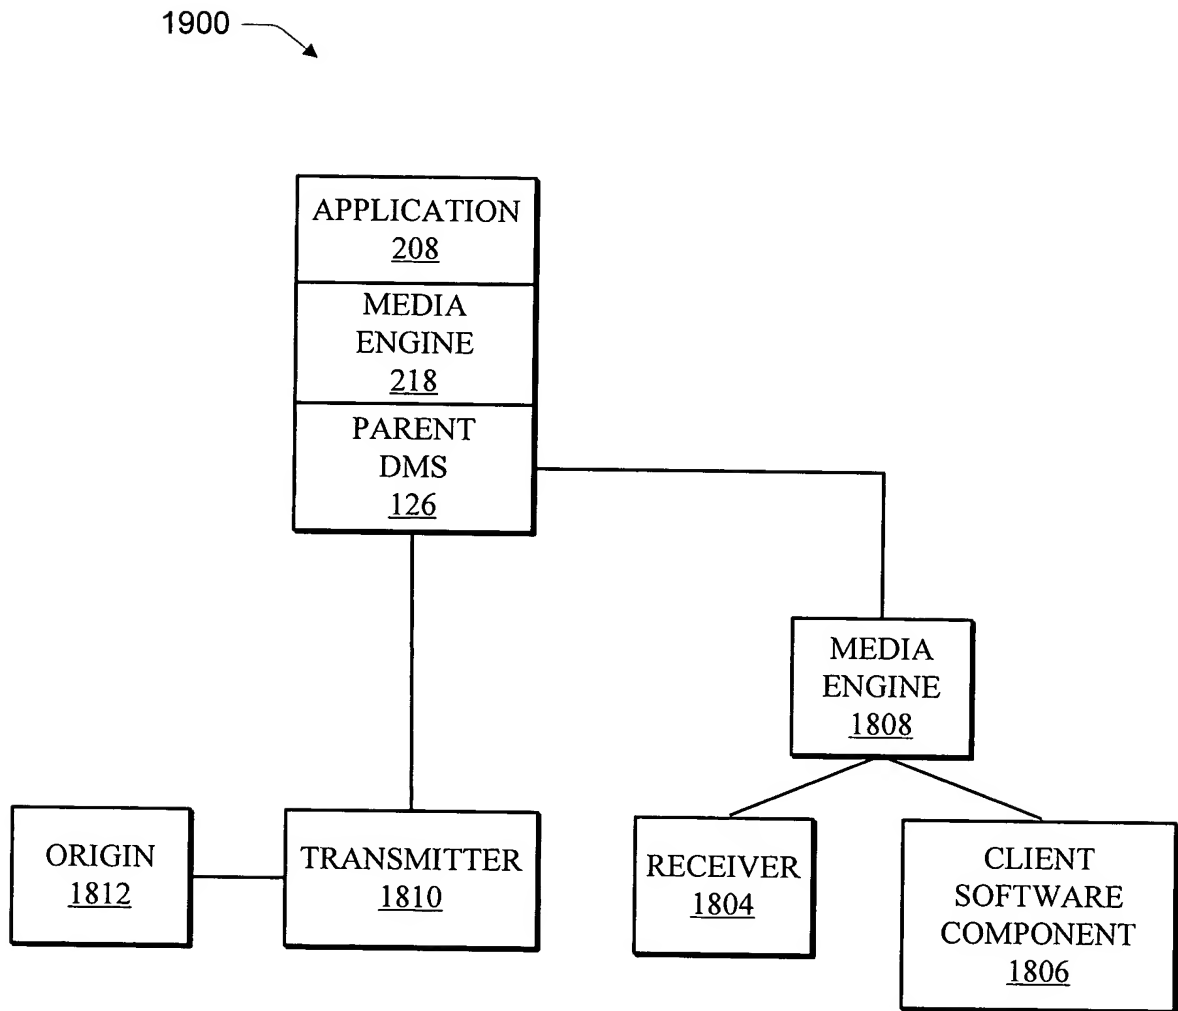 1900
APPLICATION
208
MEDIA
ENGINE
218
PARENT
DMS
126
MEDIA
ENGINE
1808
ORIGIN
1812
TRANSMITTER
1810
RECEIVER
1804
CLIENT
SOFTWARE
COMPONENT
1806